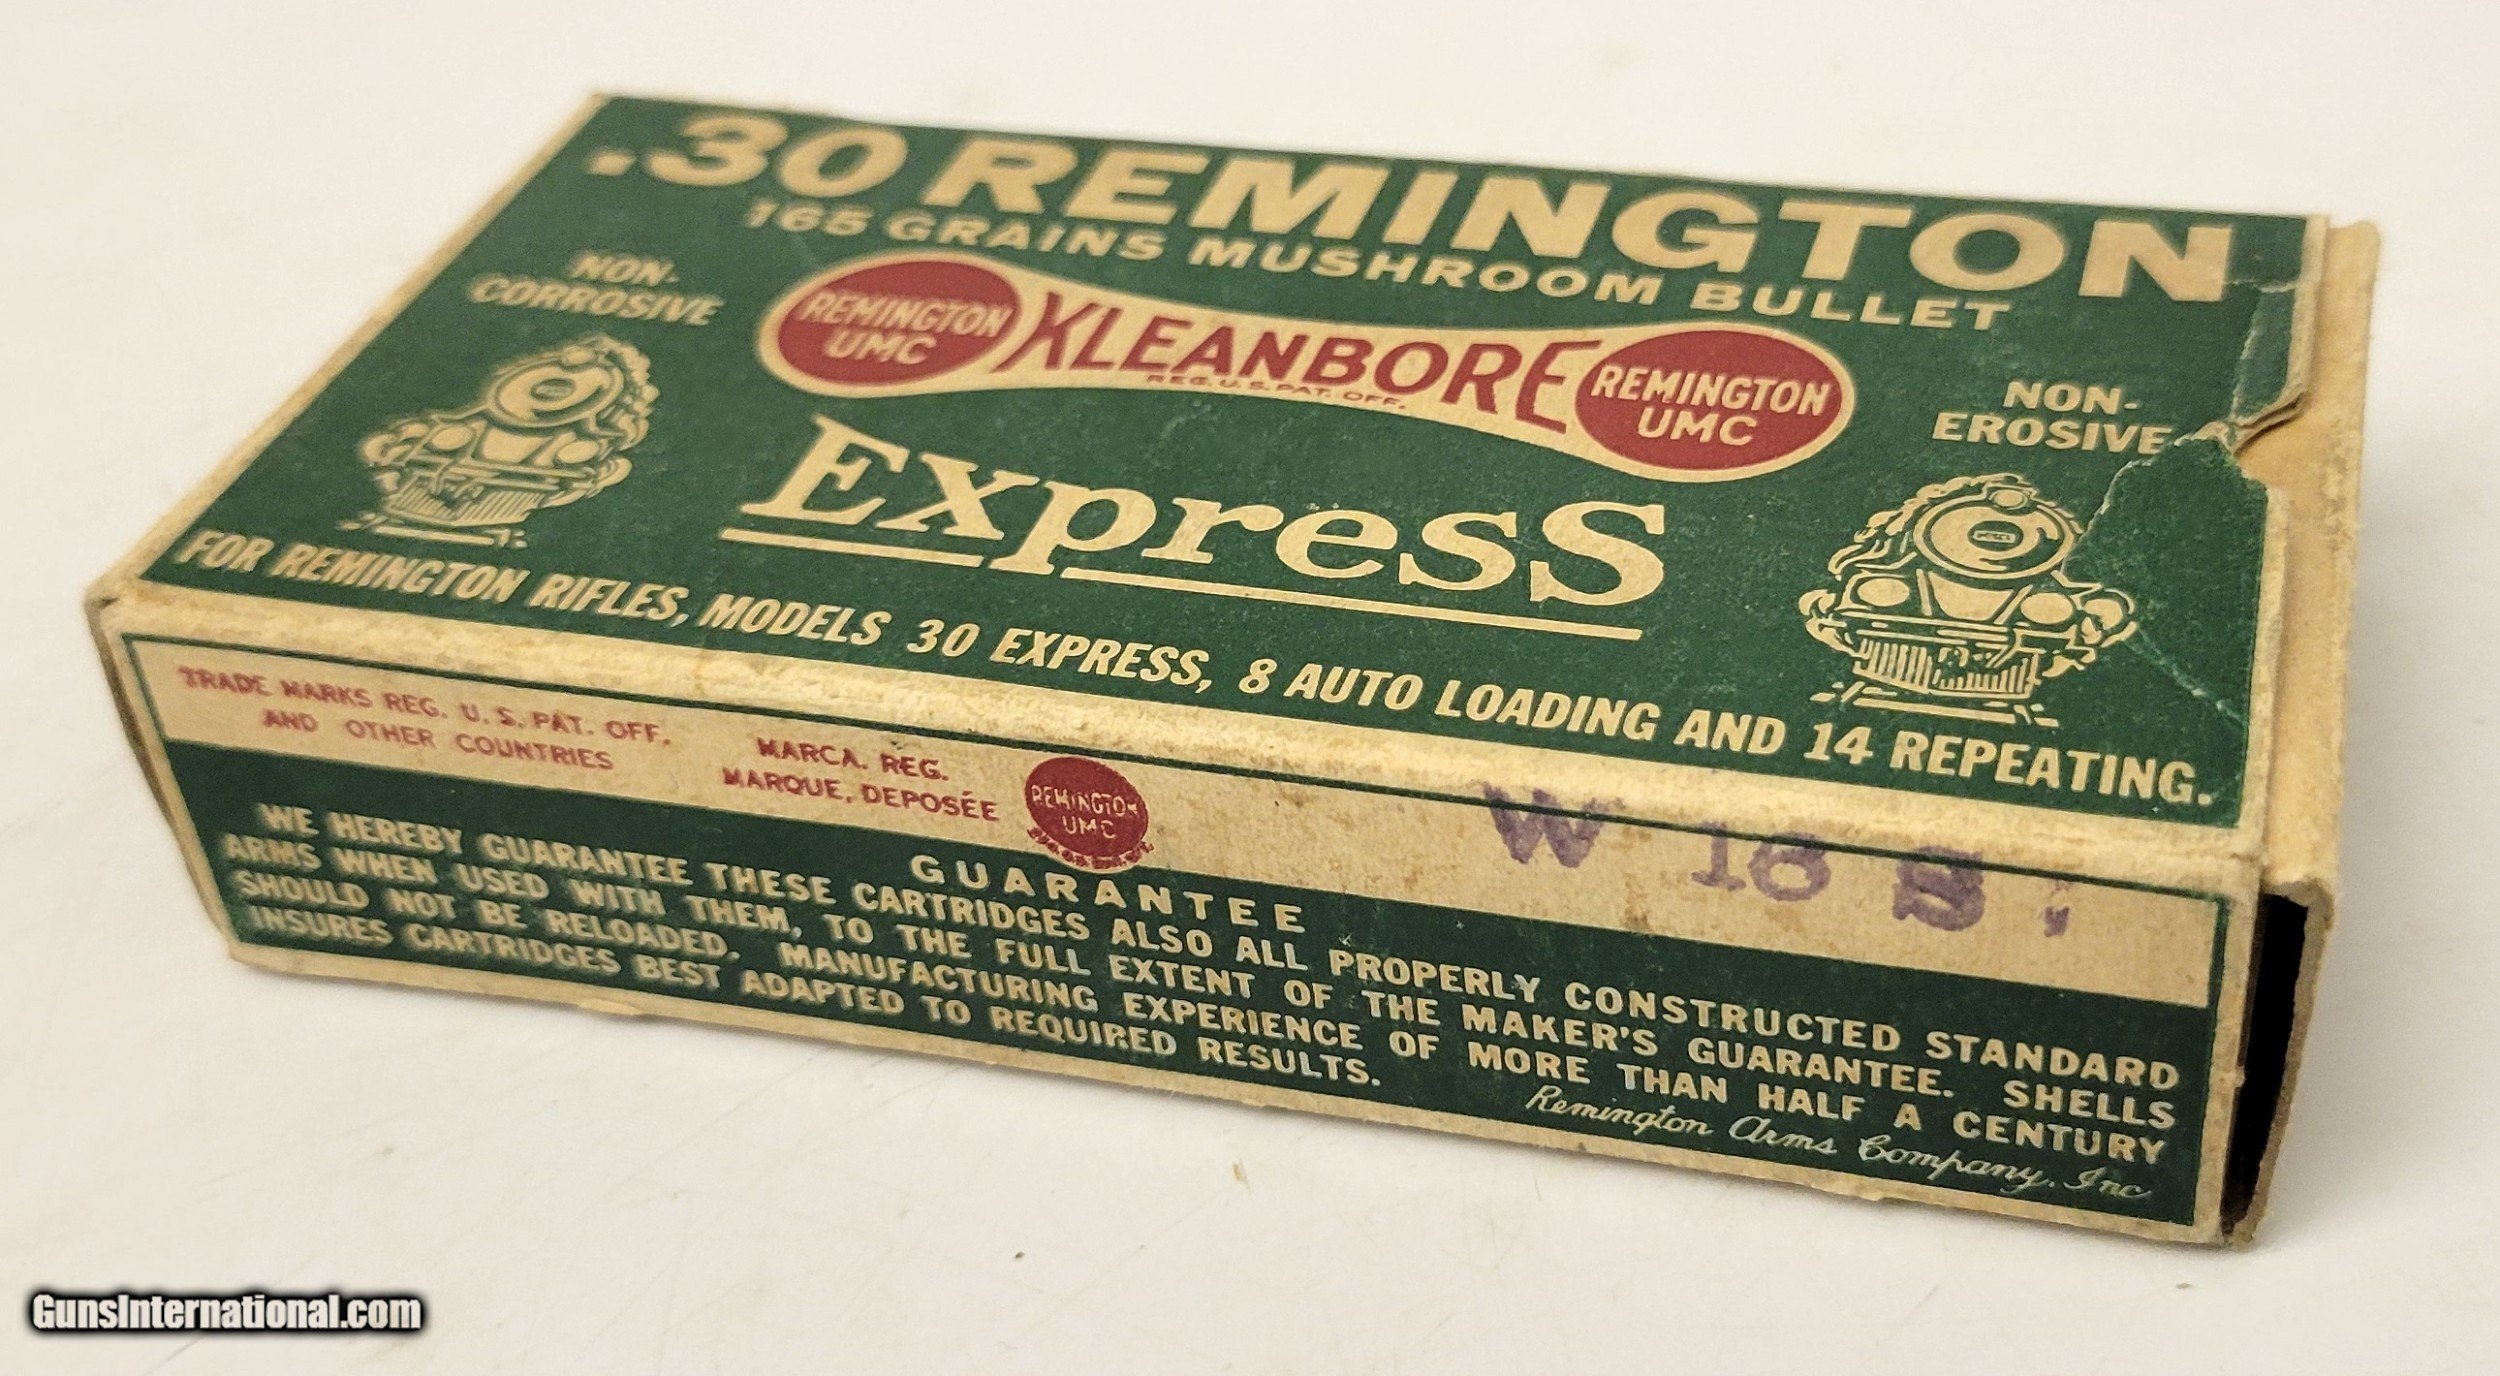 .30 REMINGTON
165 GRAINS MUSHROOM BULLET
NON-
CORROSIVE
REMINGTON
UMC
KLEANBORE
REG. U.S. PAT. OFF.
REMINGTON
UMC
NON-
EROSIVE
Express
FOR REMINGTON RIFLES, MODELS 30 EXPRESS, 8 AUTO LOADING AND 14 REPEATING.
TRADE MARKS REG. U. S. PAT. OFF.
AND OTHER COUNTRIES
MARCA. REG.
MARQUE, DEPOSÉE
REMINGTON
UMC
W 18 S
GUARANTEE
WE HEREBY GUARANTEE THESE CARTRIDGES ALSO ALL PROPERLY CONSTRUCTED STANDARD
ARMS WHEN USED WITH THEM, TO THE FULL EXTENT OF THE MAKER'S GUARANTEE. SHELLS
SHOULD NOT BE RELOADED. MANUFACTURING EXPERIENCE OF MORE THAN HALF A CENTURY
INSURES CARTRIDGES BEST ADAPTED TO REQUIRED RESULTS.
Remington Arms Company, Inc
GunsInternational.com